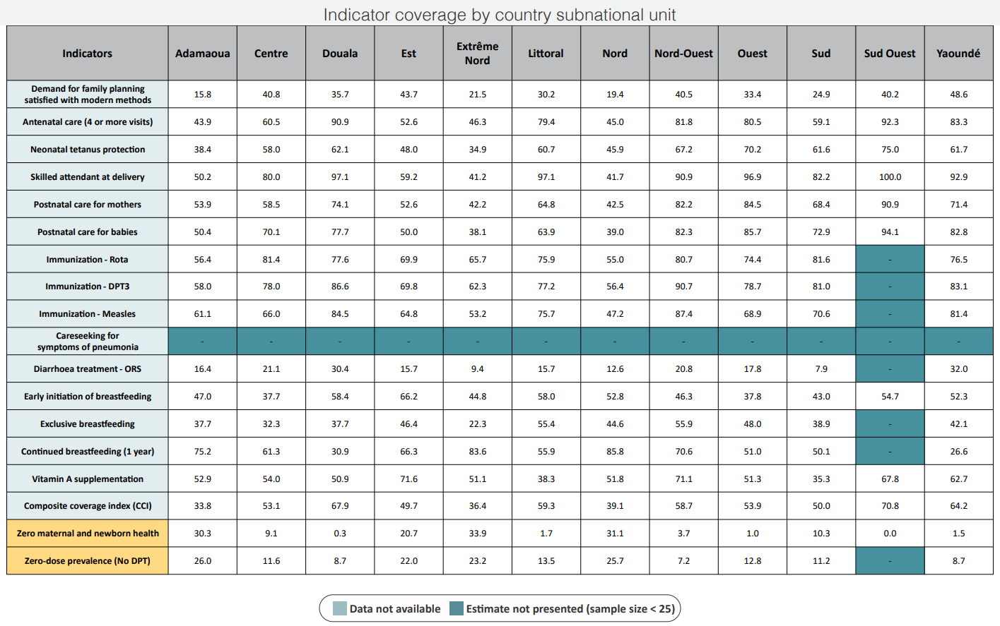 Indicator coverage by country subnational unit
Indicators Adamaoua Centre Douala Est Extrême Nord Littoral Nord Nord-Ouest Ouest Sud Sud Ouest Yaoundé
Demand for family planning satisfied with modern methods 15.8 40.8 35.7 43.7 21.5 30.2 19.4 40.5 33.4 24.9 40.2 48.6
Antenatal care (4 or more visits) 43.9 60.5 90.9 52.6 46.3 79.4 45.0 81.8 80.5 59.1 92.3 83.3
Neonatal tetanus protection 38.4 58.0 62.1 48.0 34.9 60.7 45.9 67.2 70.2 61.6 75.0 61.7
Skilled attendant at delivery 50.2 80.0 97.1 59.2 41.2 97.1 41.7 90.9 96.9 82.2 100.0 92.9
Postnatal care for mothers 53.9 58.5 74.1 52.6 42.2 64.8 42.5 82.2 84.5 68.4 90.9 71.4
Postnatal care for babies 50.4 70.1 77.7 50.0 38.1 63.9 39.0 82.3 85.7 72.9 94.1 82.8
Immunization - Rota 56.4 81.4 77.6 69.9 65.7 75.9 55.0 80.7 74.4 81.6 - 76.5
Immunization - DPT3 58.0 78.0 86.6 69.8 62.3 77.2 56.4 90.7 78.7 81.0 - 83.1
Immunization - Measles 61.1 66.0 84.5 64.8 53.2 75.7 47.2 87.4 68.9 70.6 - 81.4
Careseeking for symptoms of pneumonia - - - - - - - - - - - -
Diarrhoea treatment - ORS 16.4 21.1 30.4 15.7 9.4 15.7 12.6 20.8 17.8 7.9 - 32.0
Early initiation of breastfeeding 47.0 37.7 58.4 66.2 44.8 58.0 52.8 46.3 37.8 43.0 54.7 52.3
Exclusive breastfeeding 37.7 32.3 37.7 46.4 22.3 55.4 44.6 55.9 48.0 38.9 - 42.1
Continued breastfeeding (1 year) 75.2 61.3 30.9 66.3 83.6 55.9 85.8 70.6 51.0 50.1 - 26.6
Vitamin A supplementation 52.9 54.0 50.9 71.6 51.1 38.3 51.8 71.1 51.3 35.3 67.8 62.7
Composite coverage index (CCI) 33.8 53.1 67.9 49.7 36.4 59.3 39.1 58.7 53.9 50.0 70.8 64.2
Zero maternal and newborn health 30.3 9.1 0.3 20.7 33.9 1.7 31.1 3.7 1.0 10.3 0.0 1.5
Zero-dose prevalence (No DPT) 26.0 11.6 8.7 22.0 23.2 13.5 25.7 7.2 12.8 11.2 - 8.7
Data not available Estimate not presented (sample size < 25)